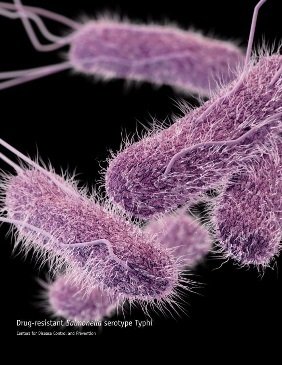 Drug-resistant Salmonella serotype Typhi
Centers for Disease Control and Prevention